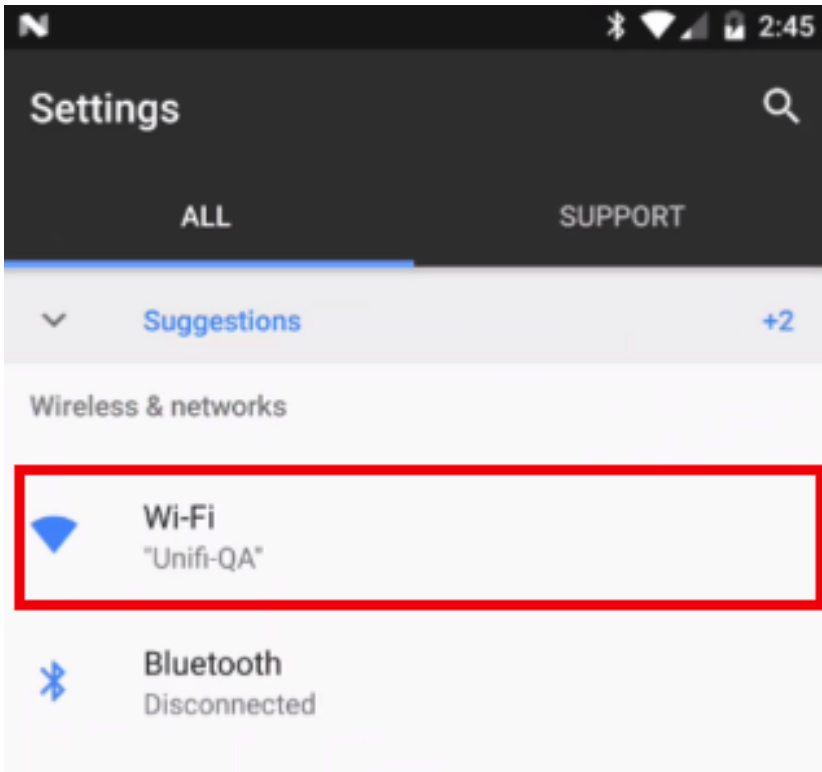 2:45
Settings
ALL
SUPPORT
Suggestions
+2
Wireless & networks
Wi-Fi
"Unifi-QA"
Bluetooth
Disconnected